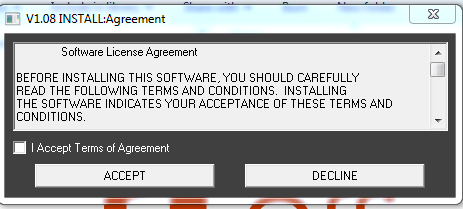 V1.08 INSTALL:Agreement
Software License Agreement
BEFORE INSTALLING THIS SOFTWARE, YOU SHOULD CAREFULLY
READ THE FOLLOWING TERMS AND CONDITIONS. INSTALLING
THE SOFTWARE INDICATES YOUR ACCEPTANCE OF THESE TERMS AND
CONDITIONS.
I Accept Terms of Agreement
ACCEPT
DECLINE